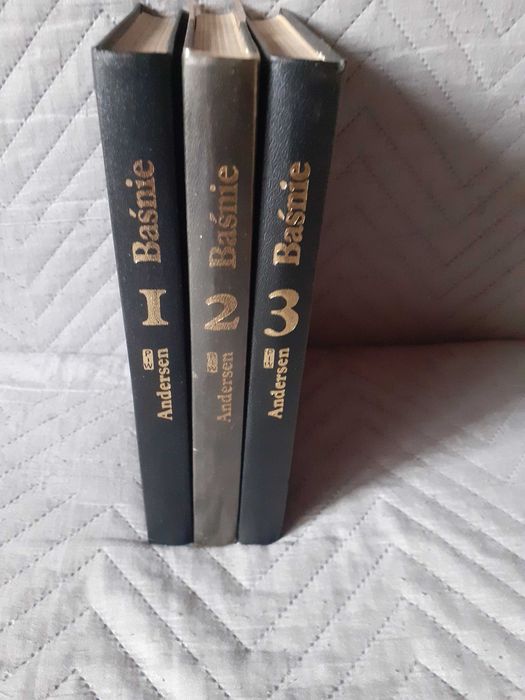 Andersen 1 Baśnie
Andersen 2 Baśnie
Andersen 3 Baśnie